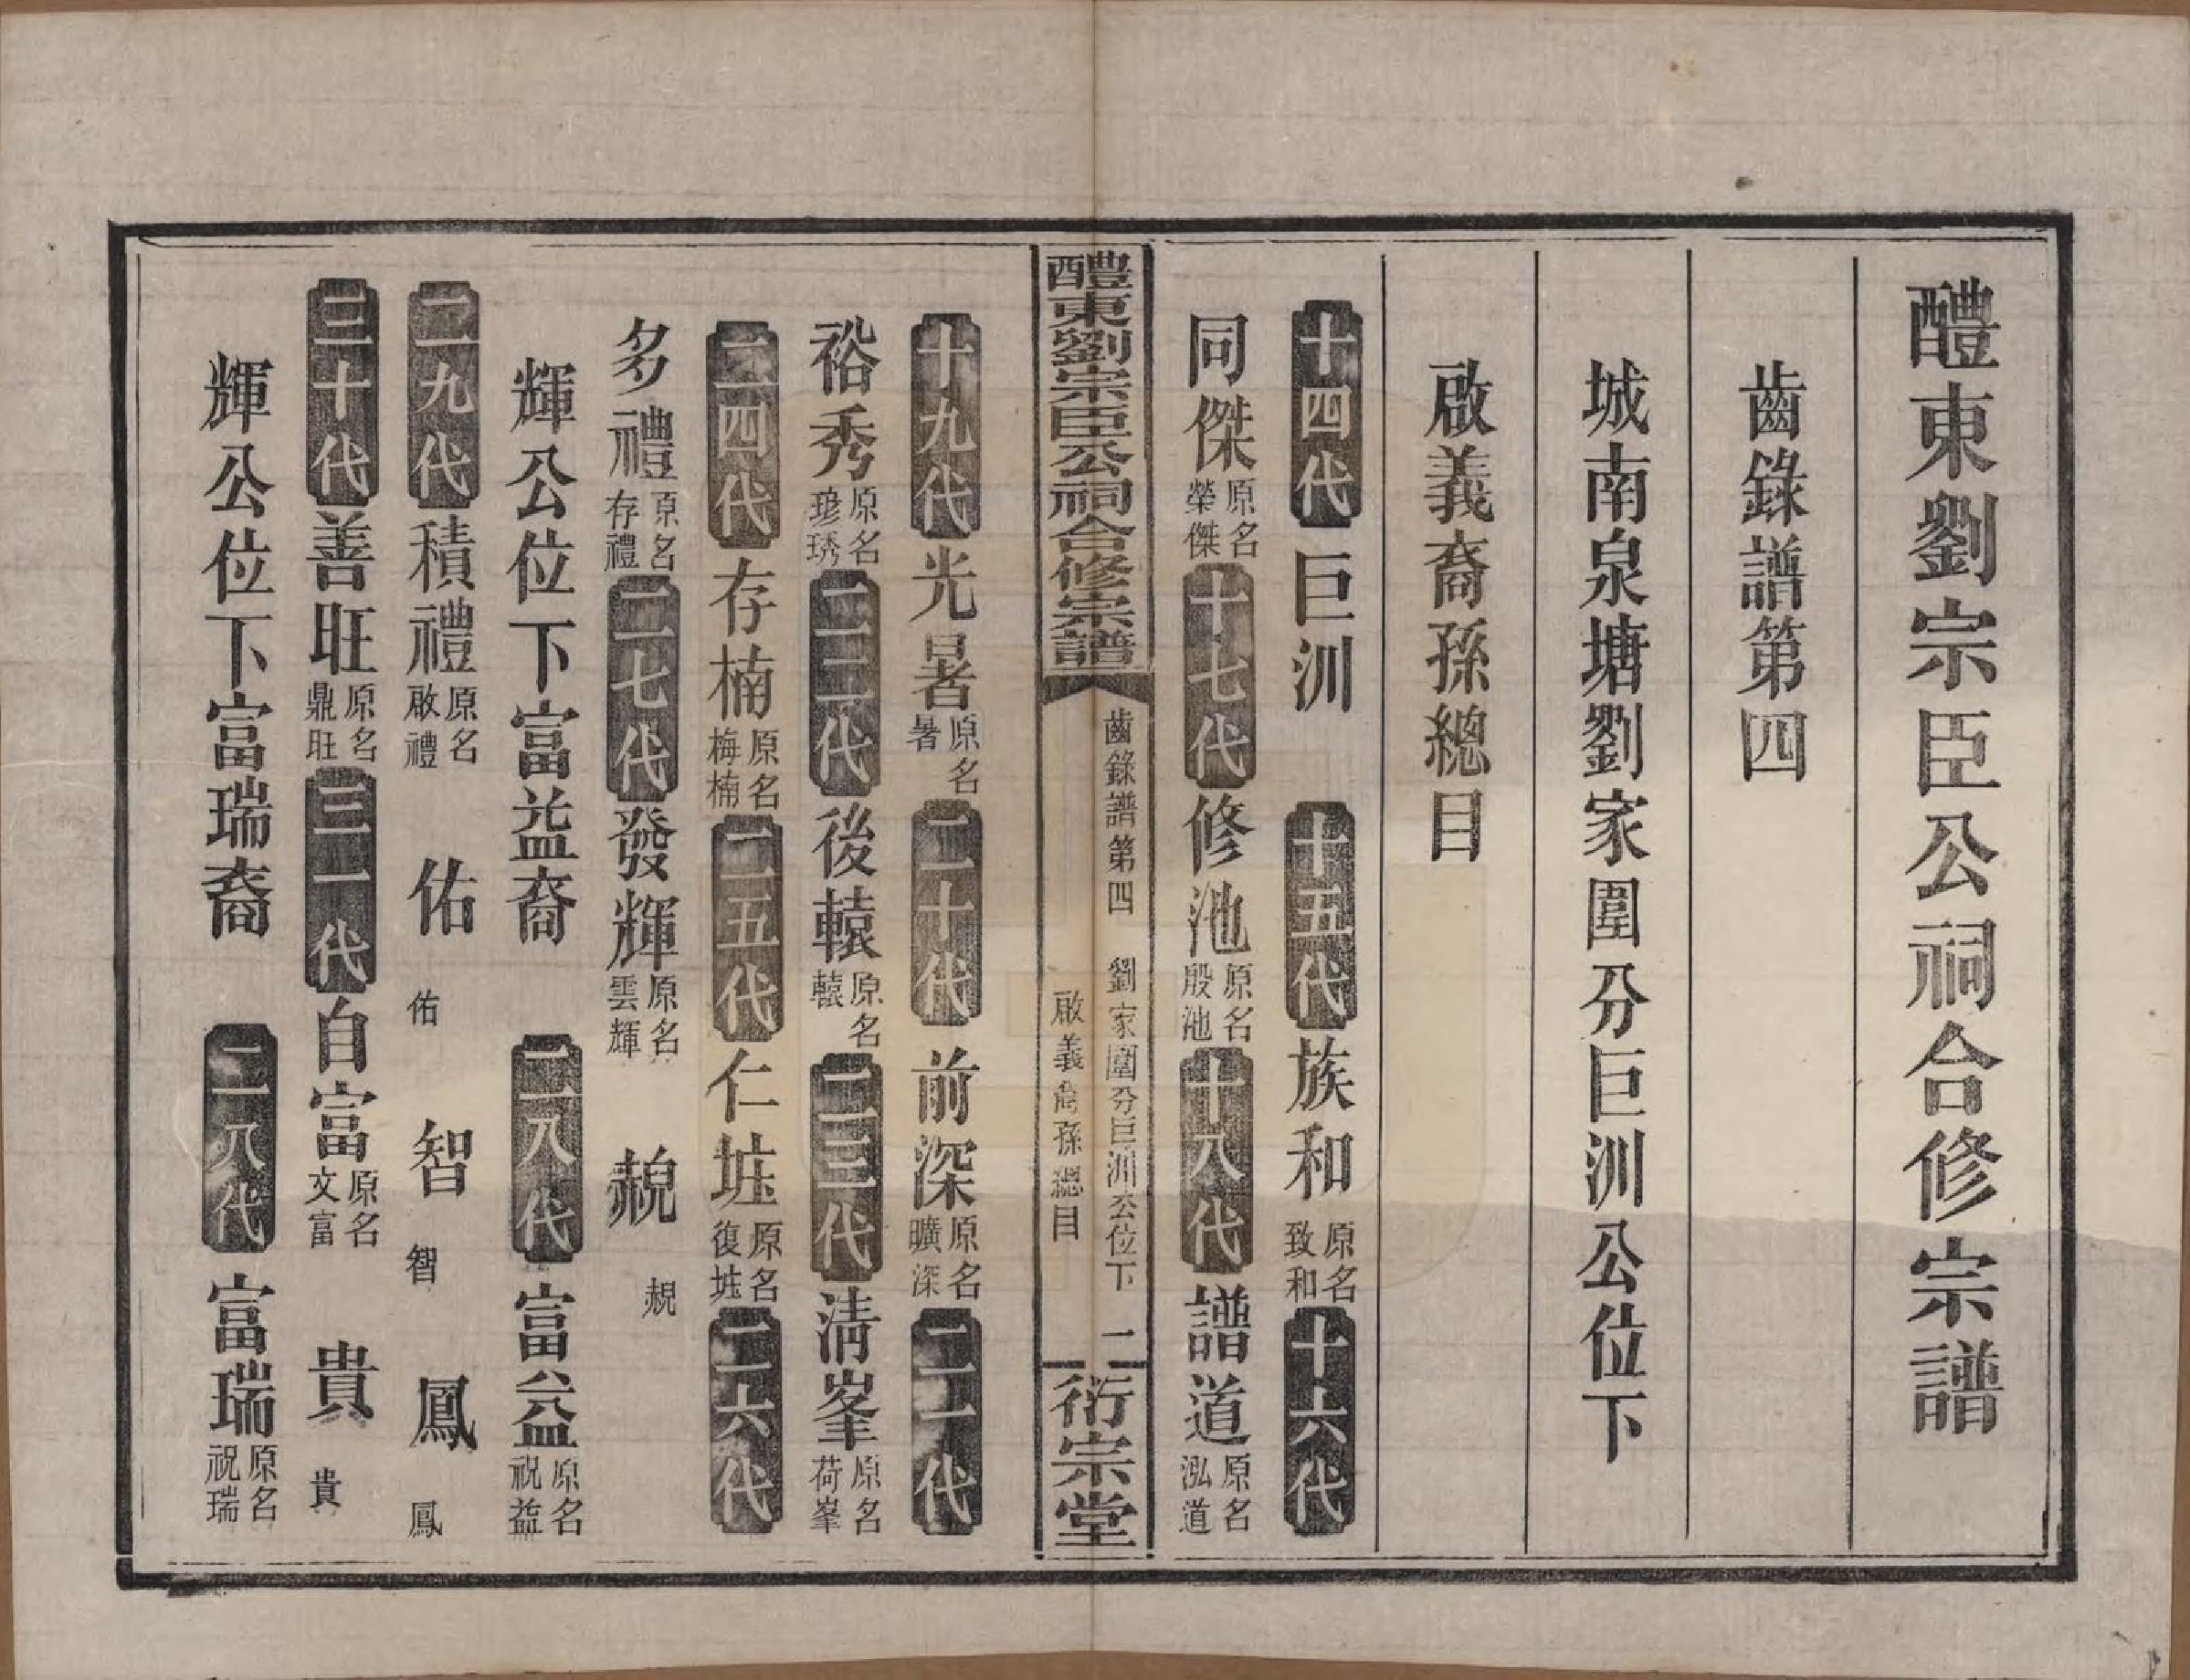 醴東劉宗臣公祠合修宗譜
齒錄譜第四
城南泉塘劉家圍分巨洲公位下
啟義裔孫總目
十四代 巨洲 十五代 族和 原名致和 十六代
同傑 原名榮傑 十七代 修池 原名殷池 十八代 譜道 原名泓道
醴東劉宗臣公祠合修宗譜 齒錄譜第四 劉家圍分巨洲公位下 啟義裔孫總目 二 衍宗堂
十九代 光暑 原名暑 二十代 前深 原名曠深 二一代
裕秀 原名琇 二二代 後轅 原名轅 二三代 淸峯 原名荷峯
二四代 存楠 原名梅楠 二五代 仁坵 原名復坵 二六代
多禮 原名存禮 二七代 發輝 原名雲輝 覟 覟
輝公位下富益裔 二八代 富益 原名祝益
二九代 積禮 原名啟禮 佑 佑 智 智 鳳 鳳
三十代 善旺 原名鼎旺 三一代 自富 原名文富 貴 貴
輝公位下富瑞裔 二八代 富瑞 原名祝瑞